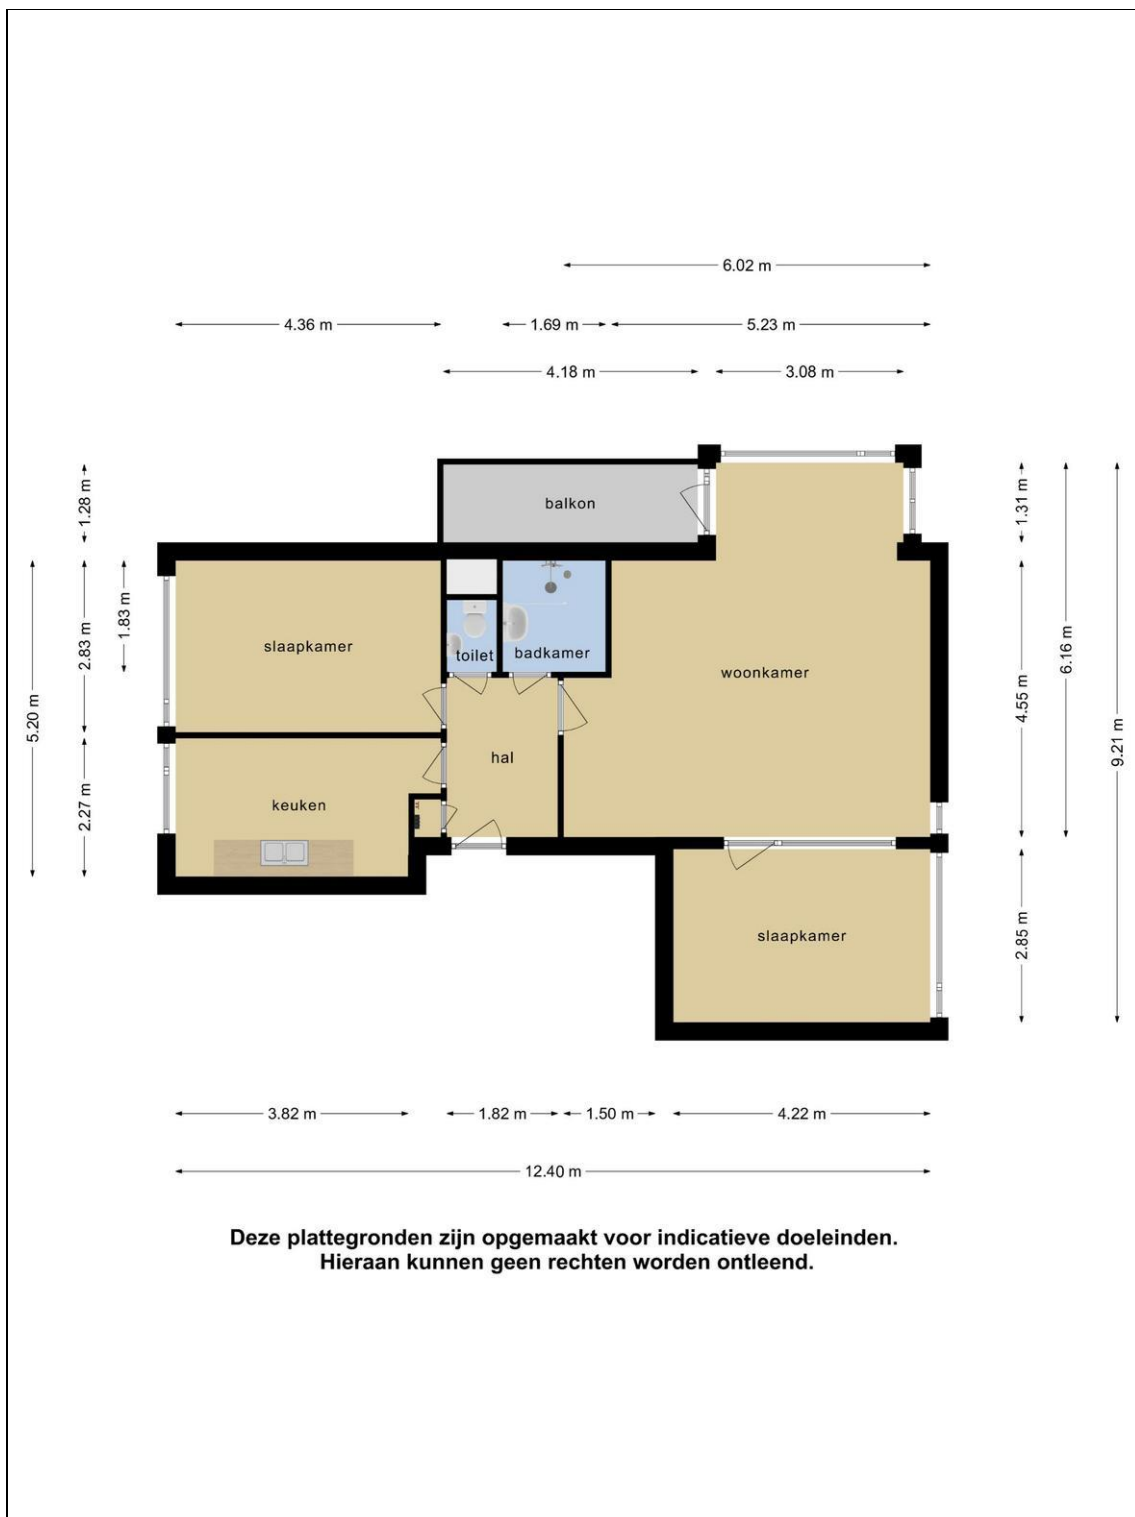 6.02 m
4.36 m
1.69 m
5.23 m
4.18 m
3.08 m
1.28 m
balkon
1.31 m
5.20 m
2.83 m
1.83 m
slaapkamer
toilet
badkamer
woonkamer
4.55 m
6.16 m
9.21 m
hal
2.27 m
keuken
slaapkamer
2.85 m
3.82 m
1.82 m
1.50 m
4.22 m
12.40 m
Deze plattegronden zijn opgemaakt voor indicatieve doeleinden.
Hieraan kunnen geen rechten worden ontleend.